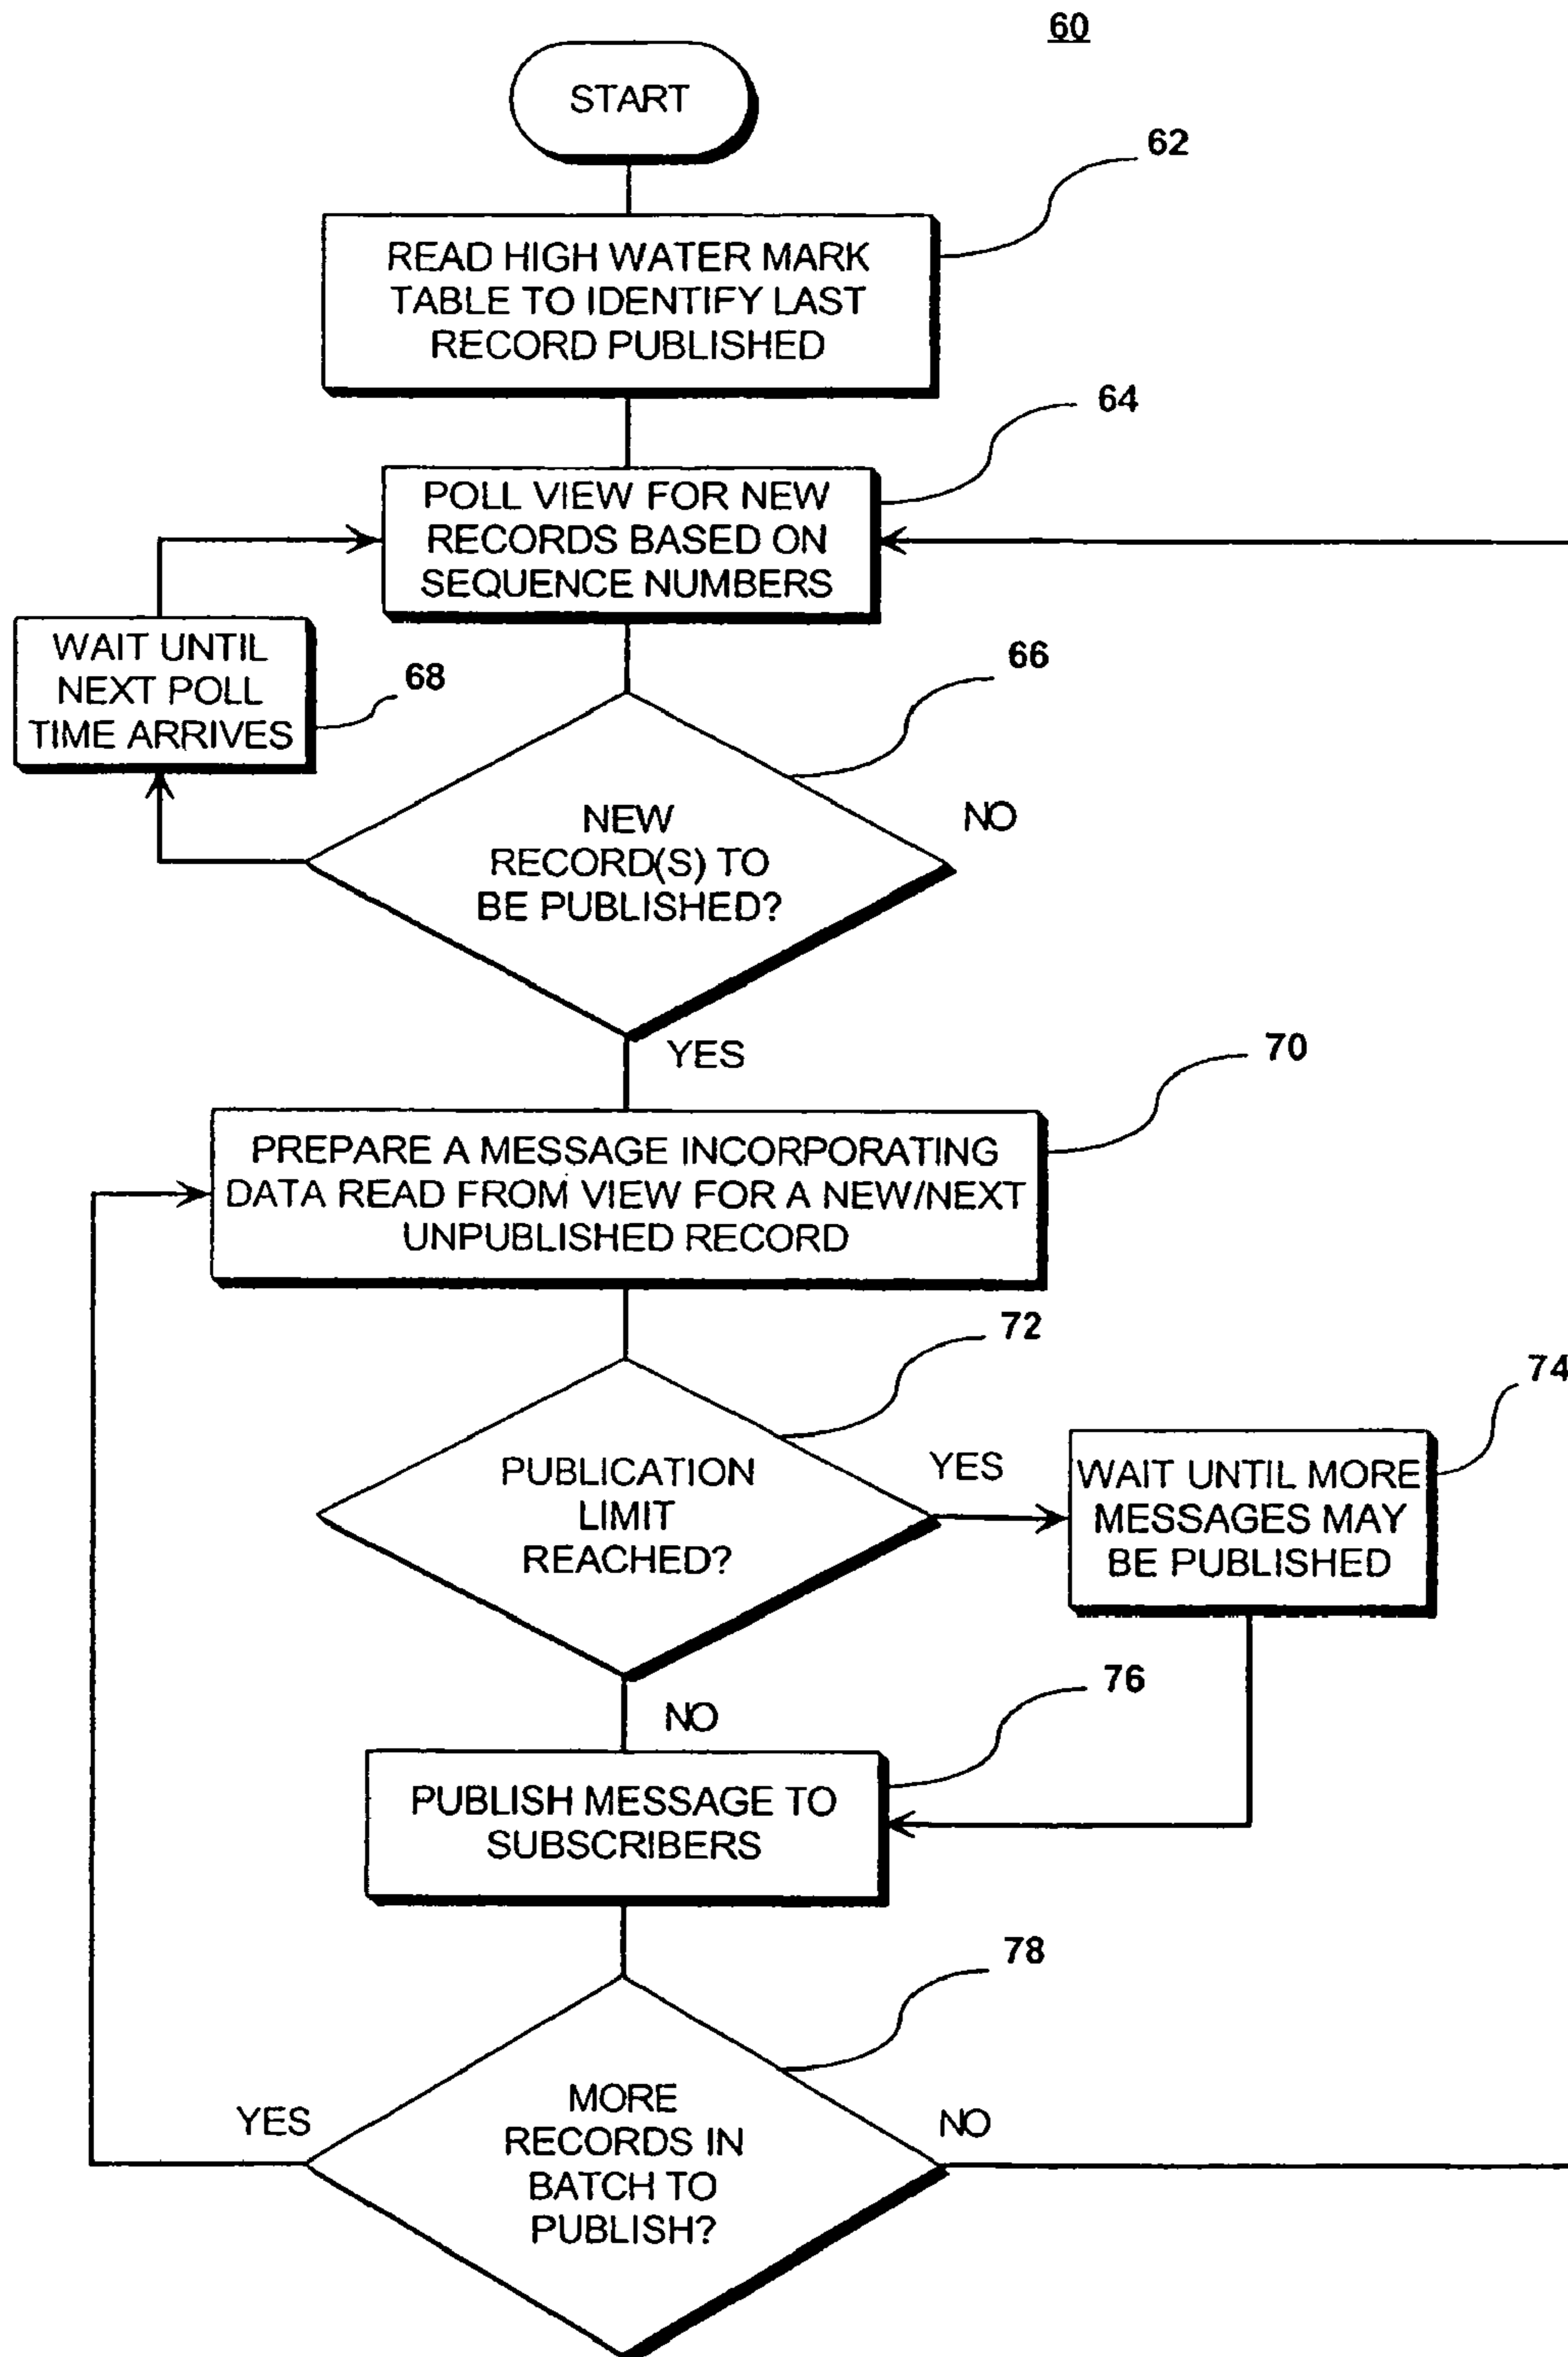 60
START
62
READ HIGH WATER MARK
TABLE TO IDENTIFY LAST
RECORD PUBLISHED
64
POLL VIEW FOR NEW
RECORDS BASED ON
SEQUENCE NUMBERS
WAIT UNTIL
NEXT POLL
TIME ARRIVES
68
66
NEW
RECORD(S) TO
BE PUBLISHED?
NO
YES
70
PREPARE A MESSAGE INCORPORATING
DATA READ FROM VIEW FOR A NEW/NEXT
UNPUBLISHED RECORD
72
PUBLICATION
LIMIT
REACHED?
YES
74
WAIT UNTIL MORE
MESSAGES MAY
BE PUBLISHED
NO
76
PUBLISH MESSAGE TO
SUBSCRIBERS
78
MORE
RECORDS IN
BATCH TO
PUBLISH?
YES
NO